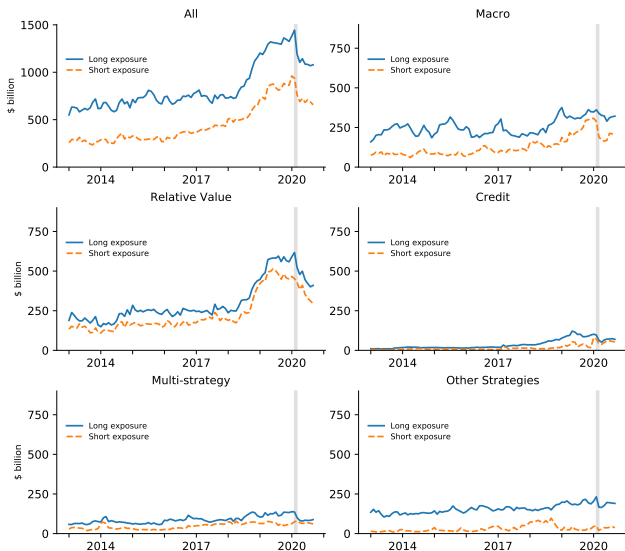 All
Macro
1500
1000
500
0
$ billion
Long exposure
Short exposure
2014
2017
2020
750
500
250
0
Long exposure
Short exposure
2014
2017
2020
Relative Value
Credit
750
500
250
0
$ billion
Long exposure
Short exposure
2014
2017
2020
750
500
250
0
Long exposure
Short exposure
2014
2017
2020
Multi-strategy
Other Strategies
750
500
250
0
$ billion
Long exposure
Short exposure
2014
2017
2020
750
500
250
0
Long exposure
Short exposure
2014
2017
2020